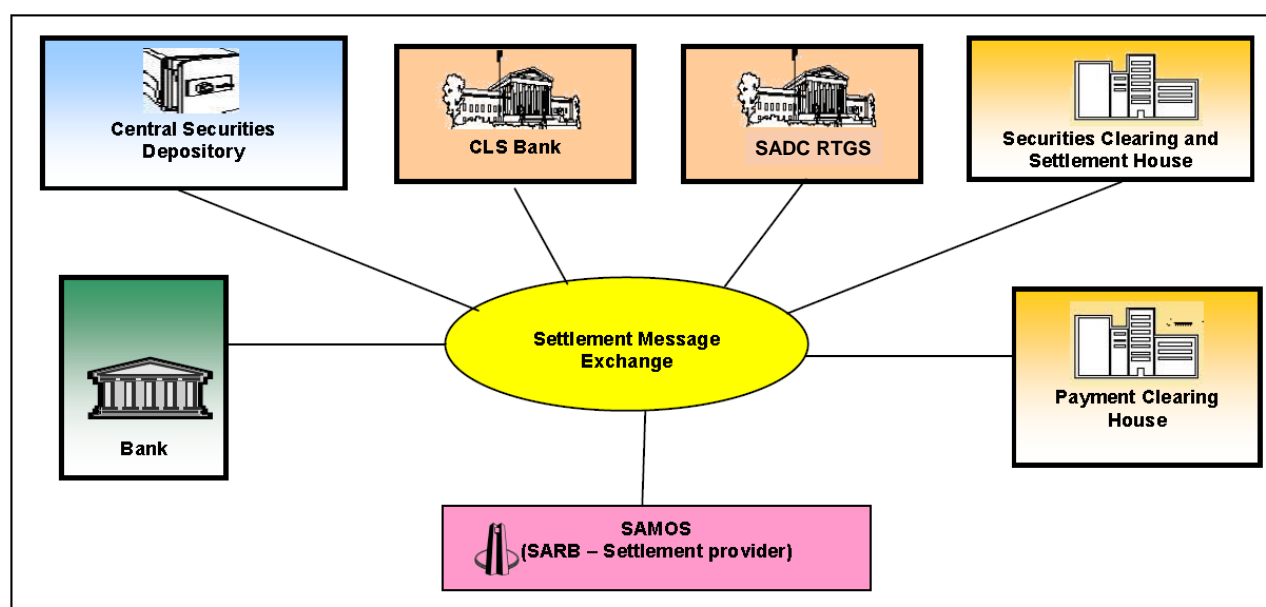 Central Securities
Depository
CLS Bank
SADC RTGS
Securities Clearing and
Settlement House
Settlement Message
Exchange
Bank
Payment Clearing
House
SAMOS
(SARB – Settlement provider)